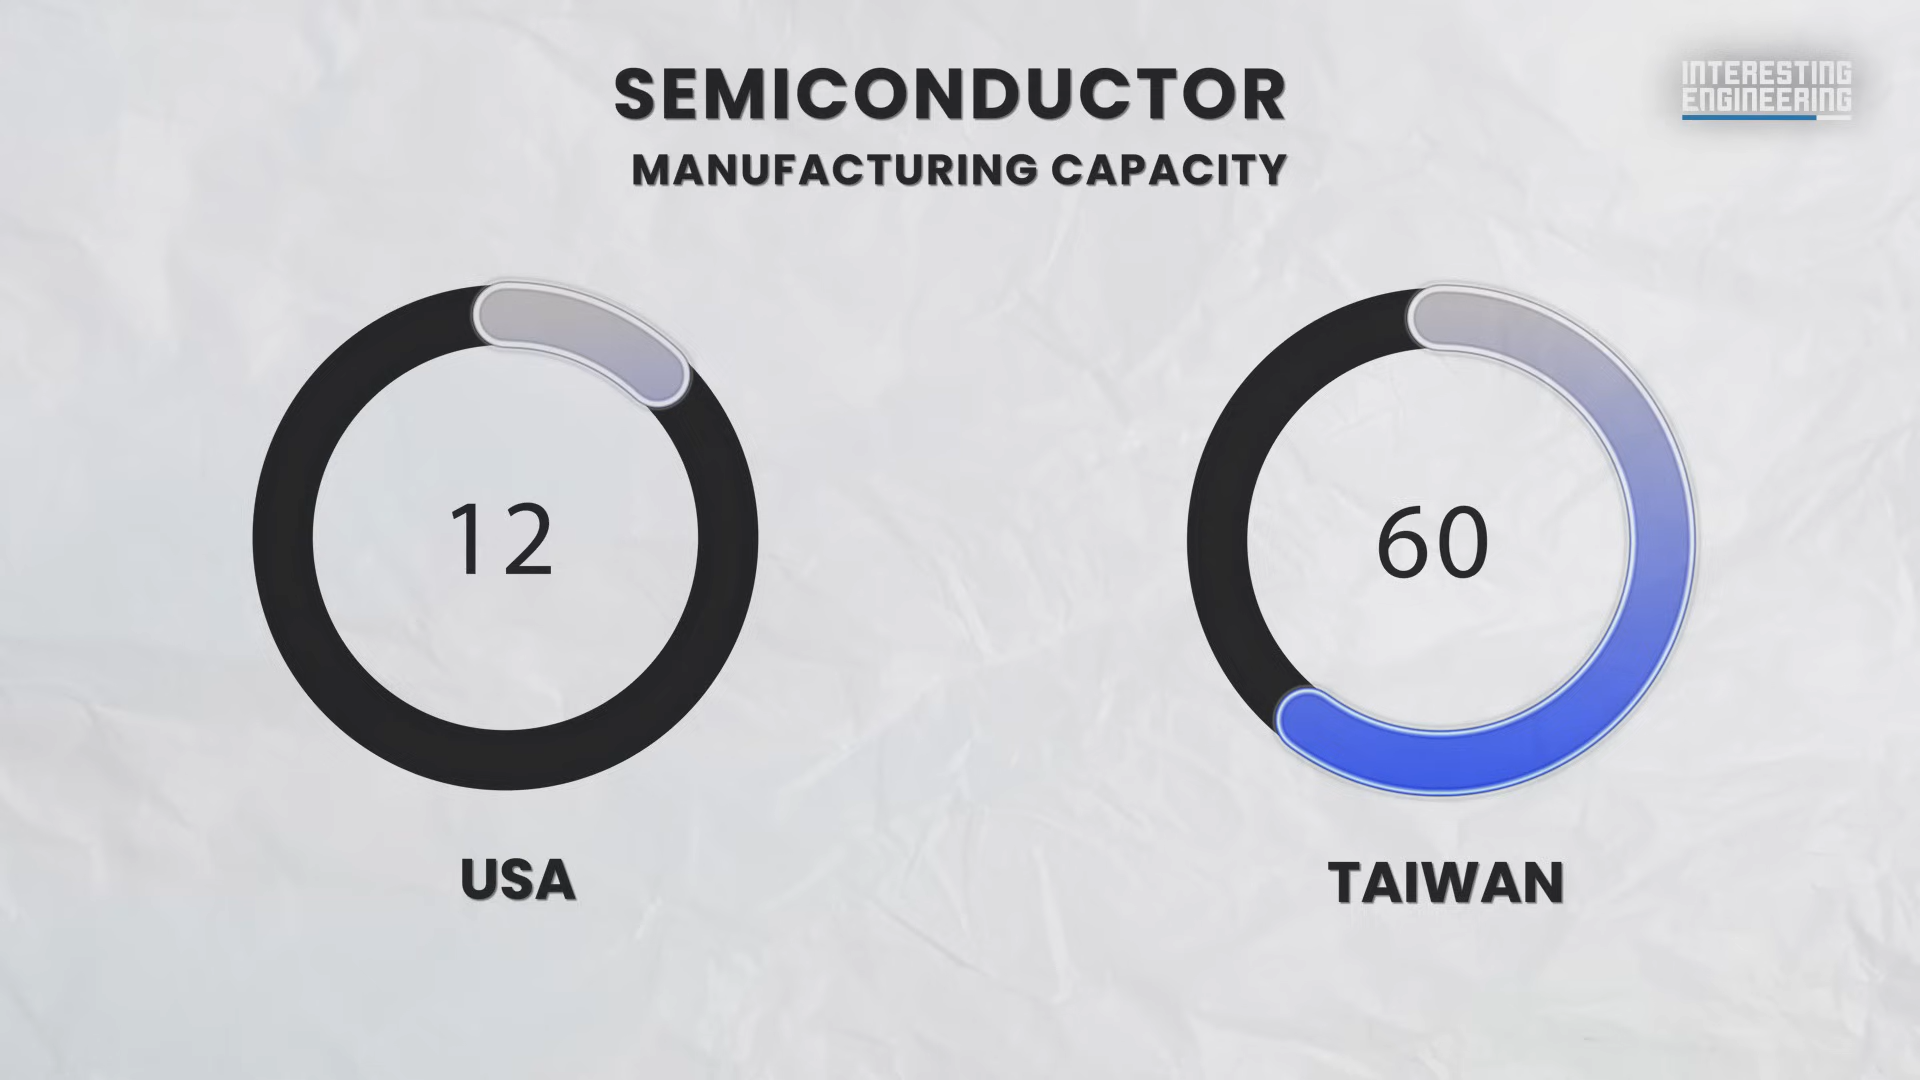 SEMICONDUCTOR
MANUFACTURING CAPACITY
INTERESTING
ENGINEERING
12
60
USA
TAIWAN